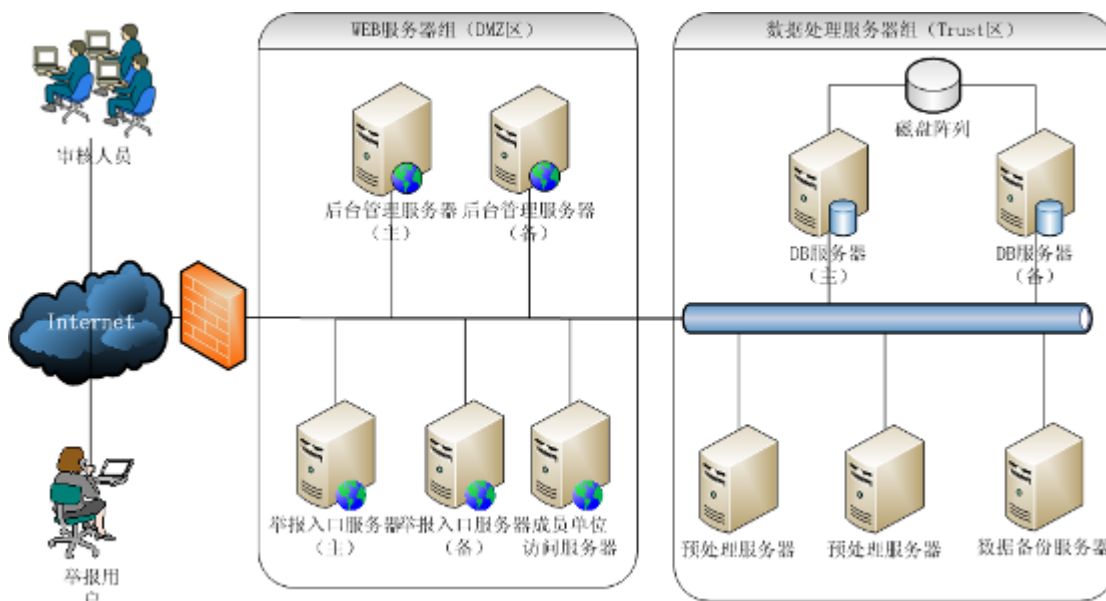 WEB服务器组（DMZ区）
数据处理服务器组（Trust区）
审核人员
磁盘阵列
后台管理服务器
（主）
后台管理服务器
（备）
DB服务器
（主）
DB服务器
（备）
Internet
举报入口服务器
（主）
举报入口服务器
（备）
成员单位
访问服务器
预处理服务器
预处理服务器
数据备份服务器
举报用
户